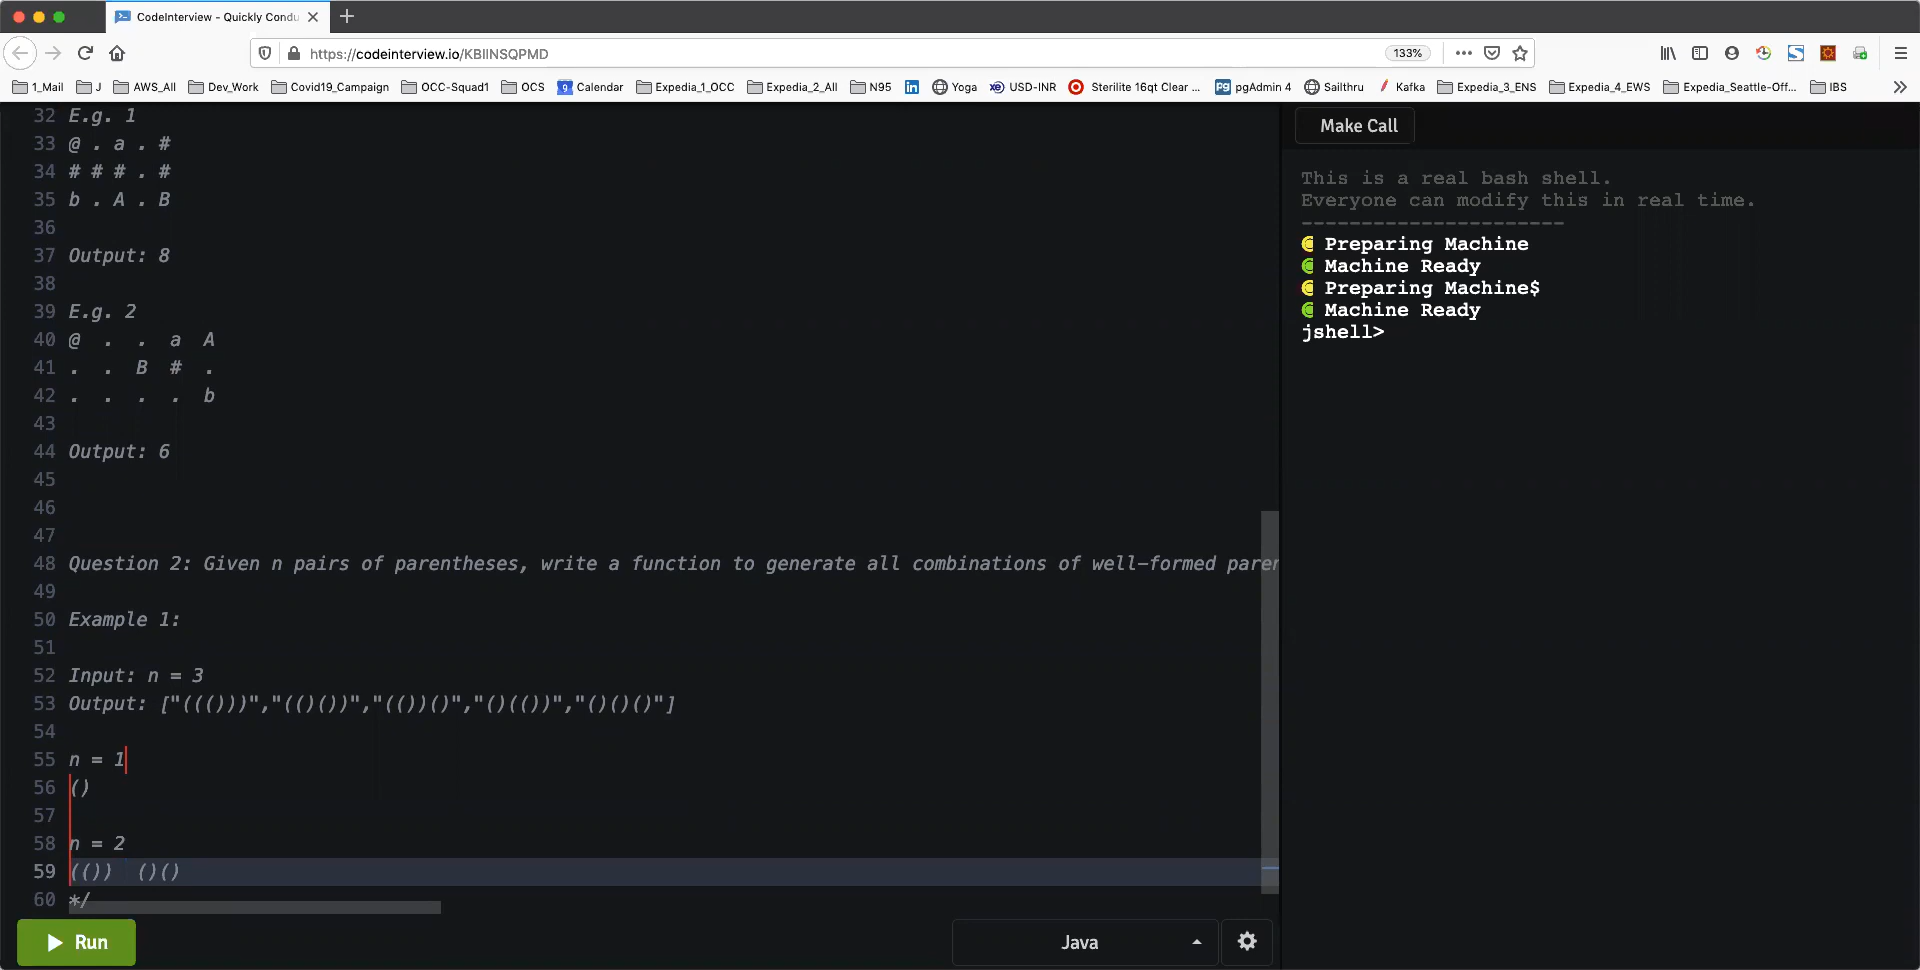 CodeInterview - Quickly Condu
https://codeinterview.io/KBIINSQPMD
133%
1_Mail J AWS_All Dev_Work Covid19_Campaign OCC-Squad1 OCS Calendar Expedia_1_OCC Expedia_2_All N95 in Yoga USD-INR Sterilite 16qt Clear ... pgAdmin 4 Sailthru Kafka Expedia_3_ENS Expedia_4_EWS Expedia_Seattle-Off... IBS
32 E.g. 1
33 @ . a . #
34 # # # . #
35 b . A . B
36
37 Output: 8
38
39 E.g. 2
40 @ . . a A
41 . . B # .
42 . . . . b
43
44 Output: 6
45
46
47
48 Question 2: Given n pairs of parentheses, write a function to generate all combinations of well-formed paren
49
50 Example 1:
51
52 Input: n = 3
53 Output: ["((()))","(()())","(())()","()(())","()()()"]
54
55 n = 1
56 ()
57
58 n = 2
59 (()) ()()
60 */
Run
Java
Make Call
This is a real bash shell.
Everyone can modify this in real time.
----------------------
Preparing Machine
Machine Ready
Preparing Machine$
Machine Ready
jshell>